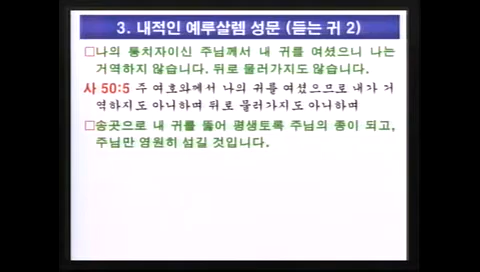 3. 내적인 예루살렘 성문 (듣는 귀 2)
□나의 통치자이신 주님께서 내 귀를 여셨으니 나는
거역하지 않습니다. 뒤로 물러가지도 않습니다.
사 50:5 주 여호와께서 나의 귀를 여셨으므로 내가 거
역하지도 아니하며 뒤로 물러가지도 아니하며
□송곳으로 내 귀를 뚫어 평생토록 주님의 종이 되고,
주님만 영원히 섬길 것입니다.